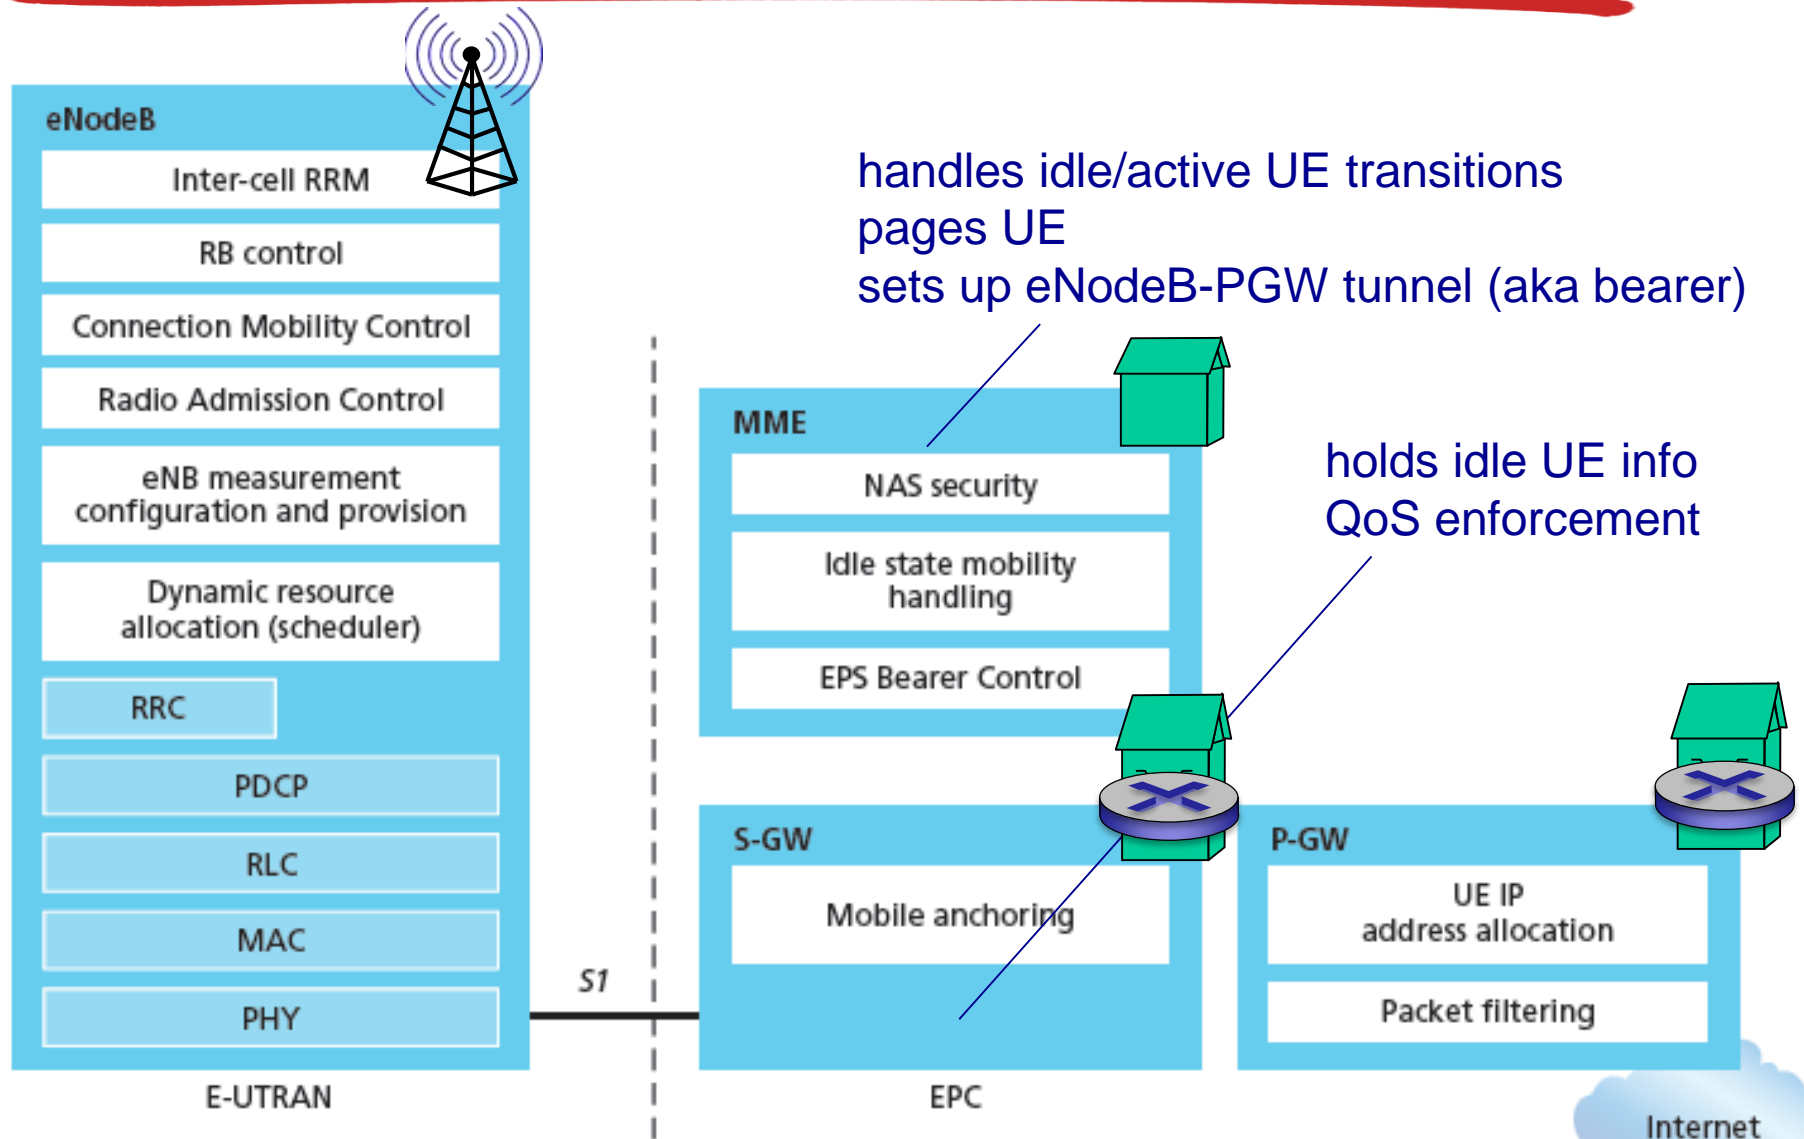 eNodeB
Inter-cell RRM
RB control
Connection Mobility Control
Radio Admission Control
eNB measurement
configuration and provision
Dynamic resource
allocation (scheduler)
RRC
PDCP
RLC
MAC
PHY
E-UTRAN
S1
handles idle/active UE transitions
pages UE
sets up eNodeB-PGW tunnel (aka bearer)
MME
NAS security
Idle state mobility
handling
EPS Bearer Control
holds idle UE info
QoS enforcement
S-GW
Mobile anchoring
EPC
P-GW
UE IP
address allocation
Packet filtering
Internet